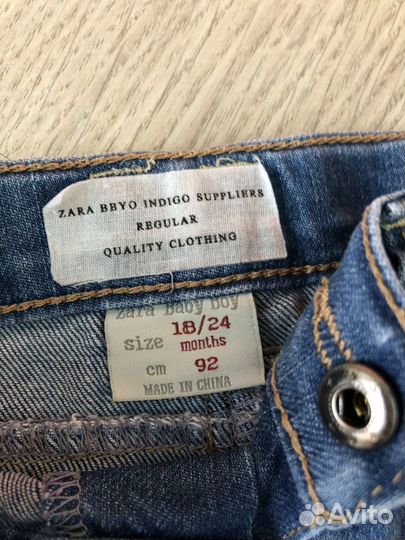 ZARA BBYO INDIGO SUPPLIERS
REGULAR
QUALITY CLOTHING
Zara Baby Boy
size 18/24 months
cm 92
MADE IN CHINA
Avito